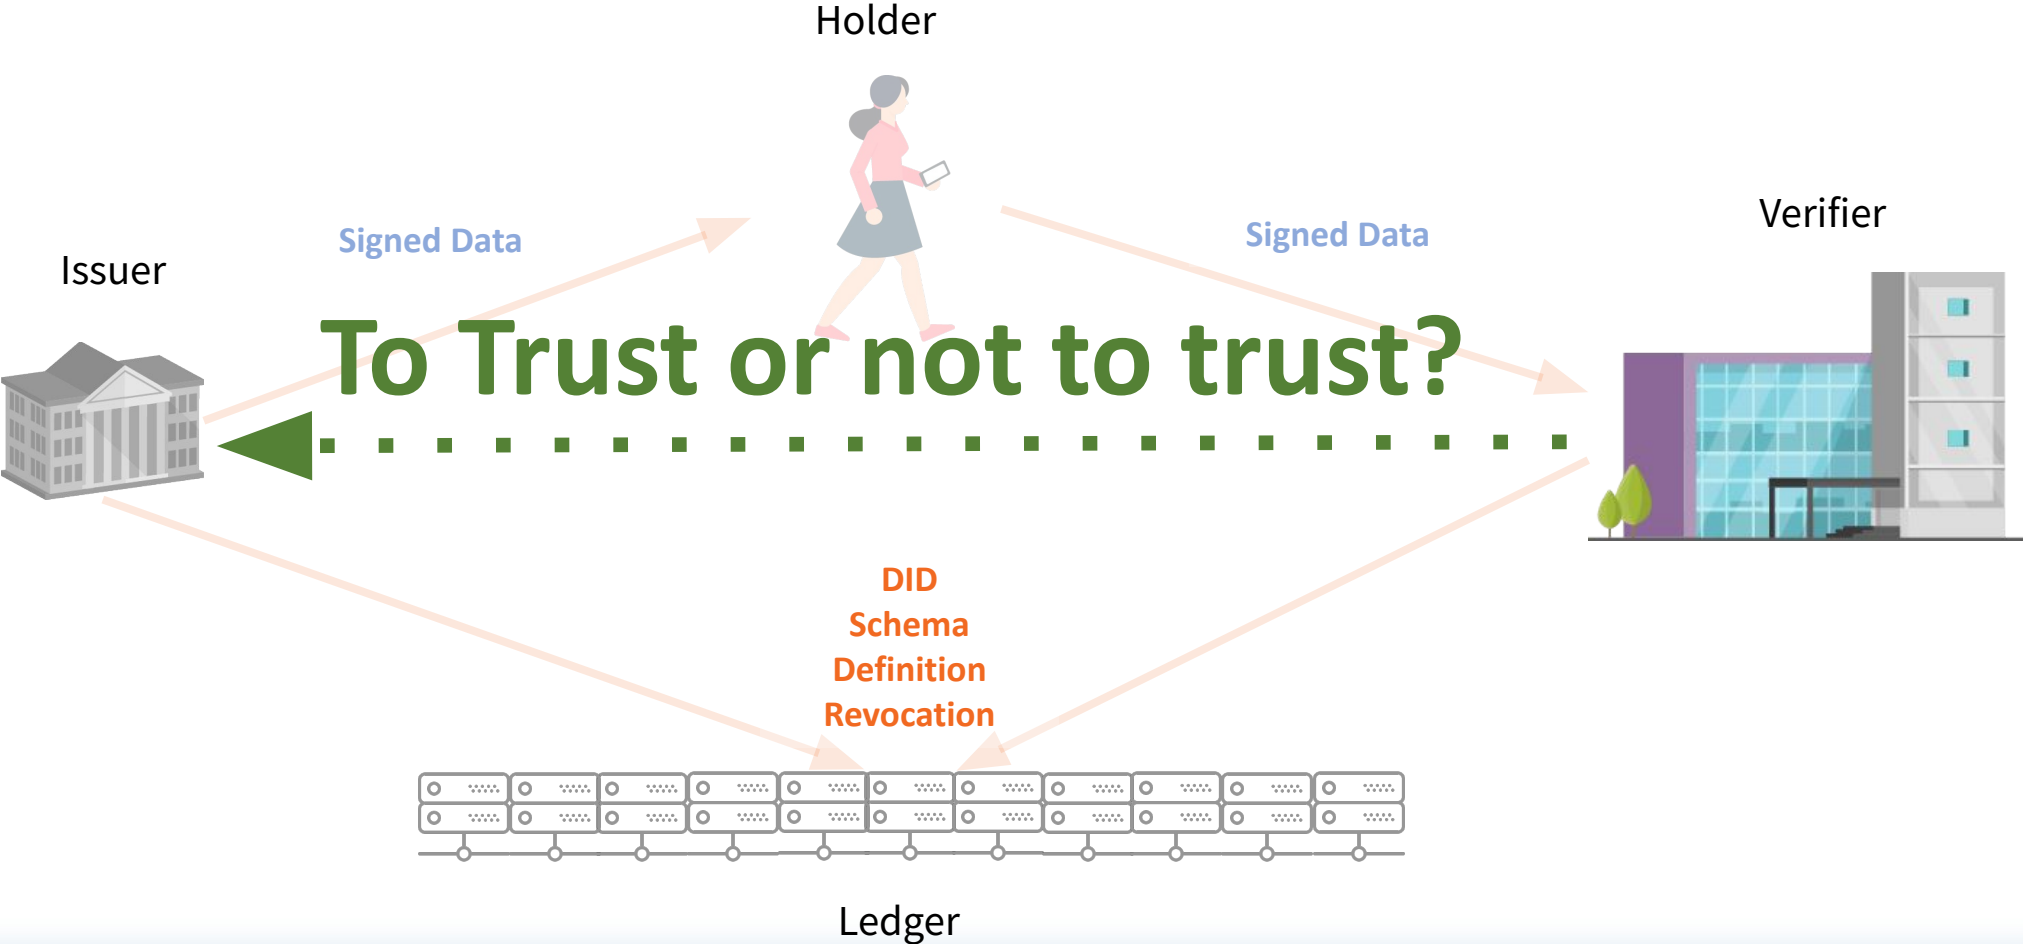 Holder
Verifier
Signed Data
Signed Data
Issuer
To Trust or not to trust?
DID
Schema
Definition
Revocation
Ledger